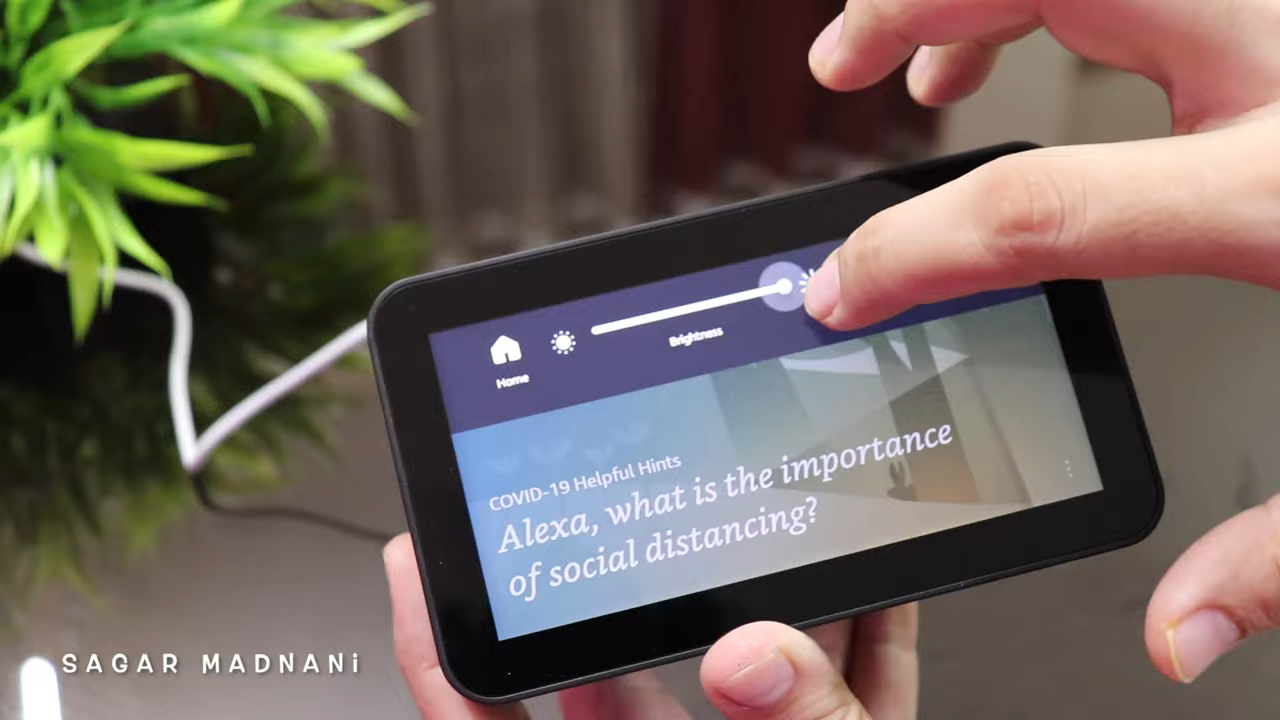 Home
Brightness
COVID-19 Helpful Hints
Alexa, what is the importance
of social distancing?
SAGAR MADNANi